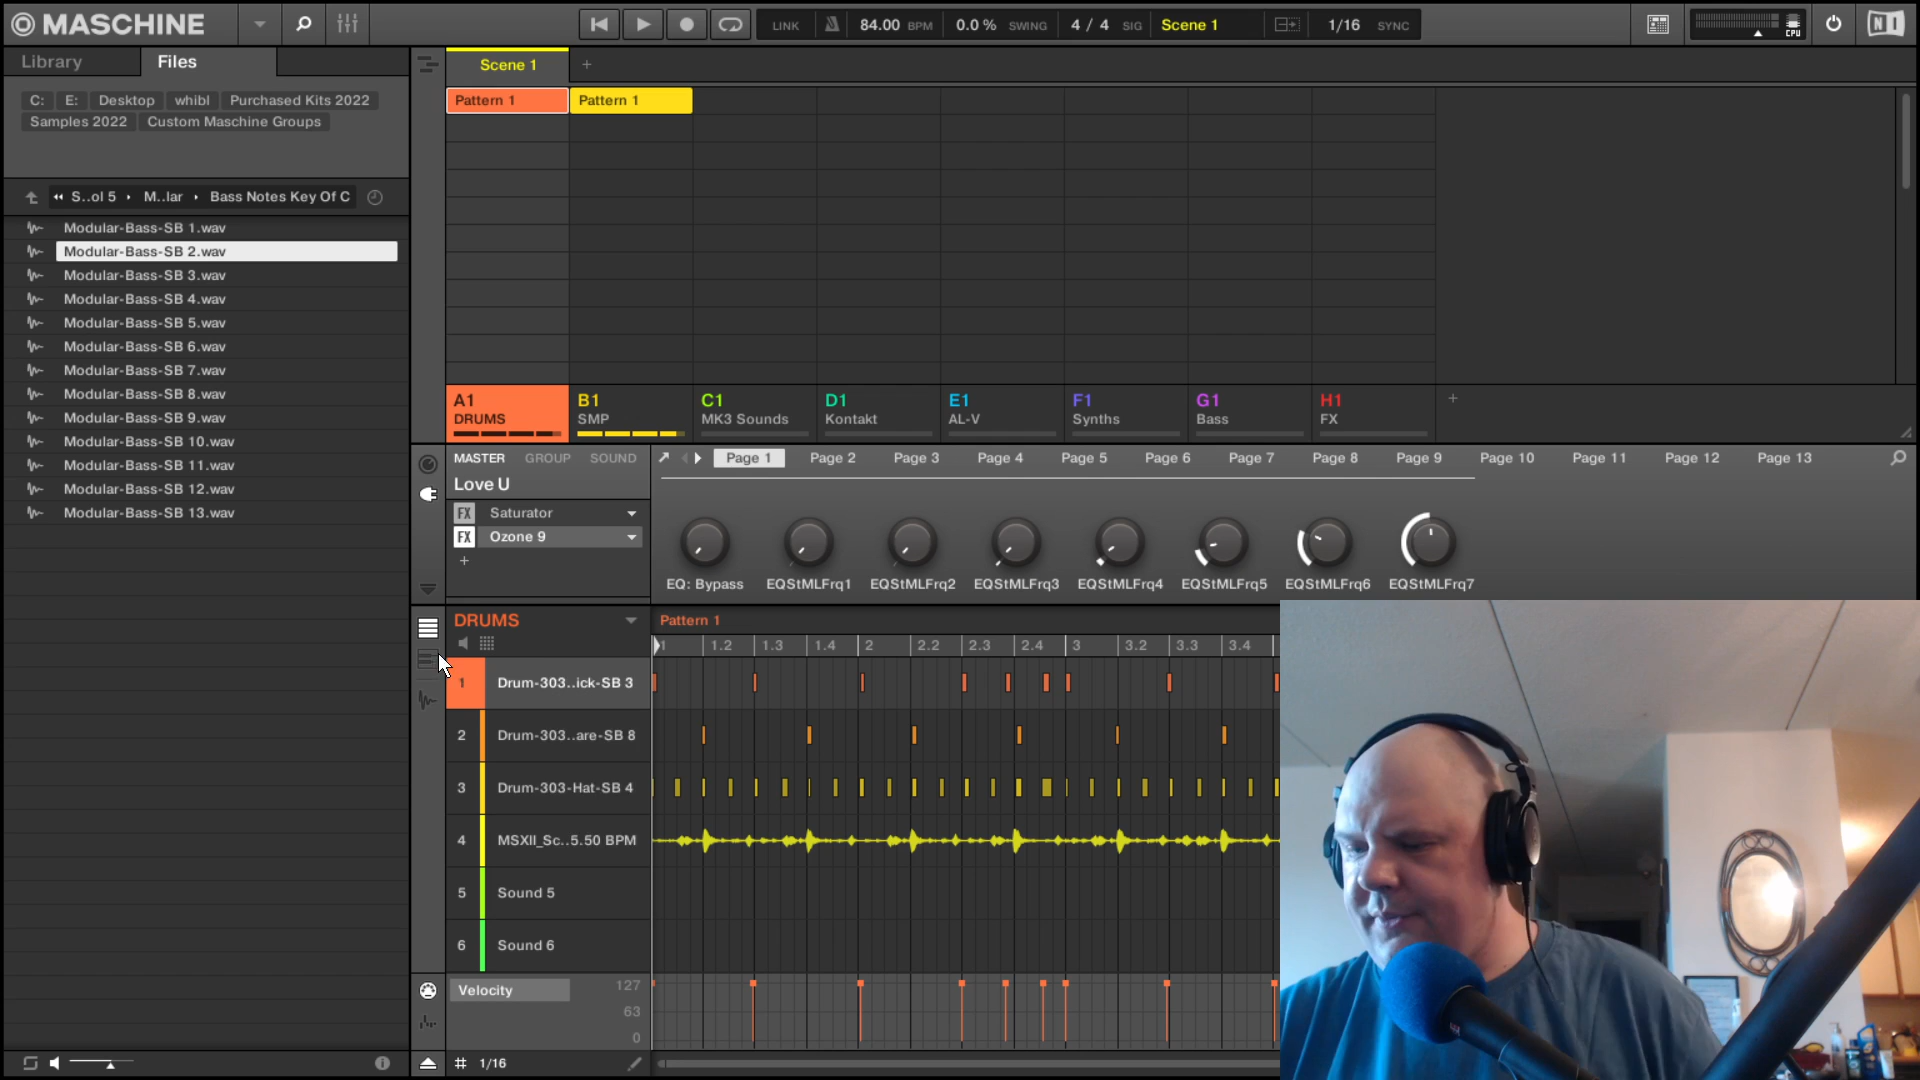 MASCHINE
LINK 84.00 BPM 0.0 % SWING 4 / 4 SIG Scene 1 1/16 SYNC
CPU
NI
Library Files
Scene 1 +
C: E: Desktop whibl Purchased Kits 2022
Samples 2022 Custom Maschine Groups
Pattern 1 Pattern 1
S..ol 5 M..lar Bass Notes Key Of C
Modular-Bass-SB 1.wav
Modular-Bass-SB 2.wav
Modular-Bass-SB 3.wav
Modular-Bass-SB 4.wav
Modular-Bass-SB 5.wav
Modular-Bass-SB 6.wav
Modular-Bass-SB 7.wav
Modular-Bass-SB 8.wav
Modular-Bass-SB 9.wav
Modular-Bass-SB 10.wav
Modular-Bass-SB 11.wav
Modular-Bass-SB 12.wav
Modular-Bass-SB 13.wav
A1 B1 C1 D1 E1 F1 G1 H1 +
DRUMS SMP MK3 Sounds Kontakt AL-V Synths Bass FX
MASTER GROUP SOUND
Page 1 Page 2 Page 3 Page 4 Page 5 Page 6 Page 7 Page 8 Page 9 Page 10 Page 11 Page 12 Page 13
Love U
FX Saturator
FX Ozone 9
+
EQ: Bypass EQStMLFrq1 EQStMLFrq2 EQStMLFrq3 EQStMLFrq4 EQStMLFrq5 EQStMLFrq6 EQStMLFrq7
DRUMS Pattern 1
1 1.2 1.3 1.4 2 2.2 2.3 2.4 3 3.2 3.3 3.4
1 Drum-303..ick-SB 3
2 Drum-303..are-SB 8
3 Drum-303-Hat-SB 4
4 MSXII_Sc..5.50 BPM
5 Sound 5
6 Sound 6
Velocity 127
63
0
# 1/16